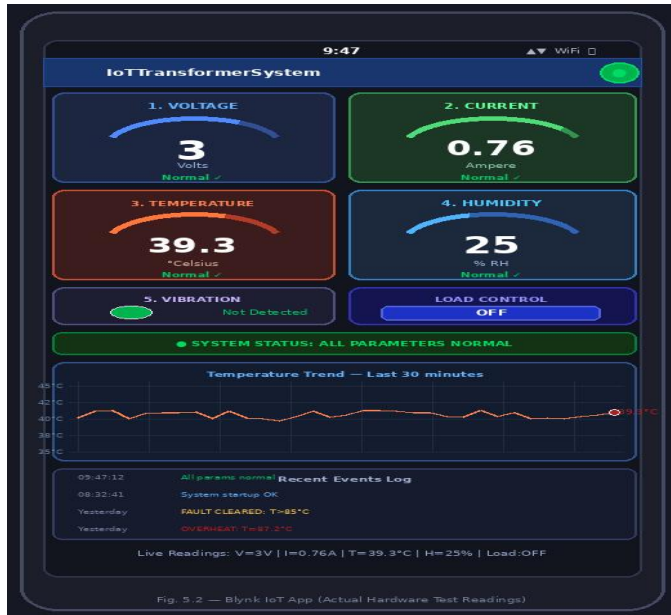 9:47 ▲▼ WiFi ▯
IoTTransformerSystem
1. VOLTAGE
3
Volts
Normal ✓
2. CURRENT
0.76
Ampere
Normal ✓
3. TEMPERATURE
39.3
°Celsius
Normal ✓
4. HUMIDITY
25
% RH
Normal ✓
5. VIBRATION
Not Detected
LOAD CONTROL
OFF
● SYSTEM STATUS: ALL PARAMETERS NORMAL
Temperature Trend — Last 30 minutes
45°C
42°C
40°C
38°C
35°C
39.3°C
Recent Events Log
09:47:12 All params normal
08:32:41 System startup OK
Yesterday FAULT CLEARED: T>85°C
Yesterday OVERHEAT: T=87.2°C
Live Readings: V=3V | I=0.76A | T=39.3°C | H=25% | Load:OFF
Fig. 5.2 — Blynk IoT App (Actual Hardware Test Readings)